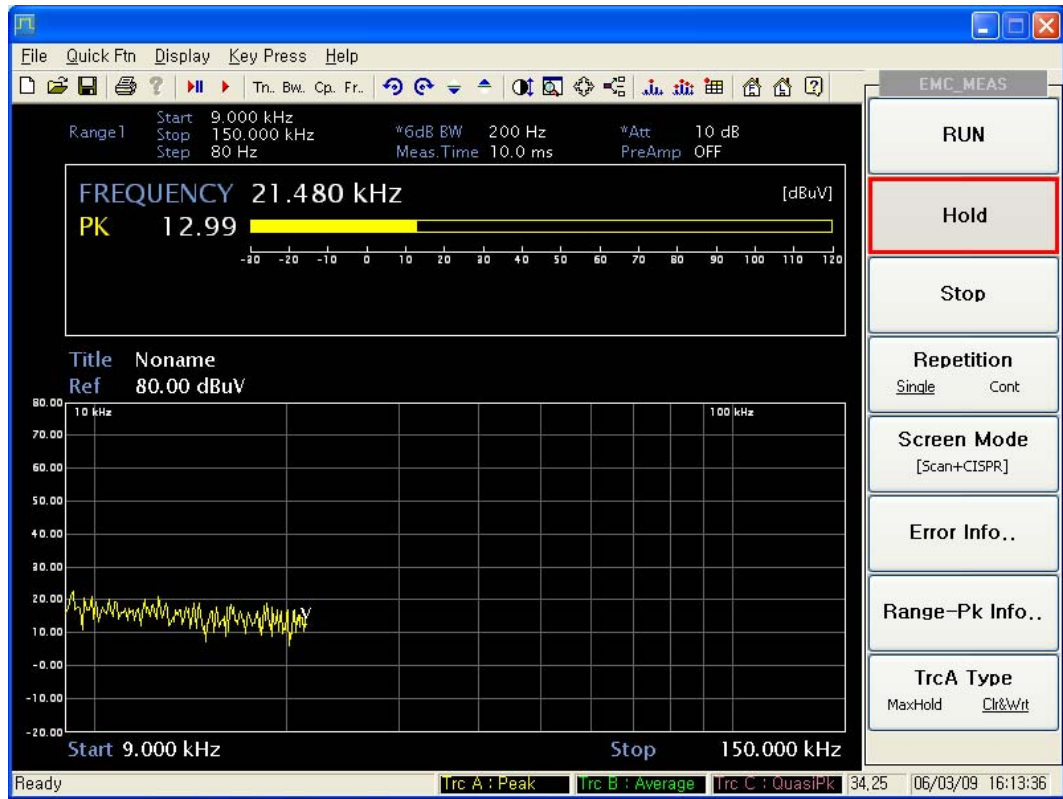 File Quick Ftn Display Key Press Help
Tn.. Bw.. Cp.. Fr..
EMC_MEAS
Range1 Start 9.000 kHz *6dB BW 200 Hz *Att 10 dB
Stop 150.000 kHz Meas.Time 10.0 ms PreAmp OFF
Step 80 Hz
FREQUENCY 21.480 kHz [dBuV]
PK 12.99
-30 -20 -10 0 10 20 30 40 50 60 70 80 90 100 110 120
Title Noname
Ref 80.00 dBuV
80.00 10 kHz 100 kHz
70.00
60.00
50.00
40.00
30.00
20.00
10.00
-0.00
-10.00
-20.00
Start 9.000 kHz Stop 150.000 kHz
RUN
Hold
Stop
Repetition
Single Cont
Screen Mode
[Scan+CISPR]
Error Info..
Range-Pk Info..
TrcA Type
MaxHold Clr&Wrt
Ready Trc A : Peak Trc B : Average Trc C : QuasiPk 34,25 06/03/09 16:13:36